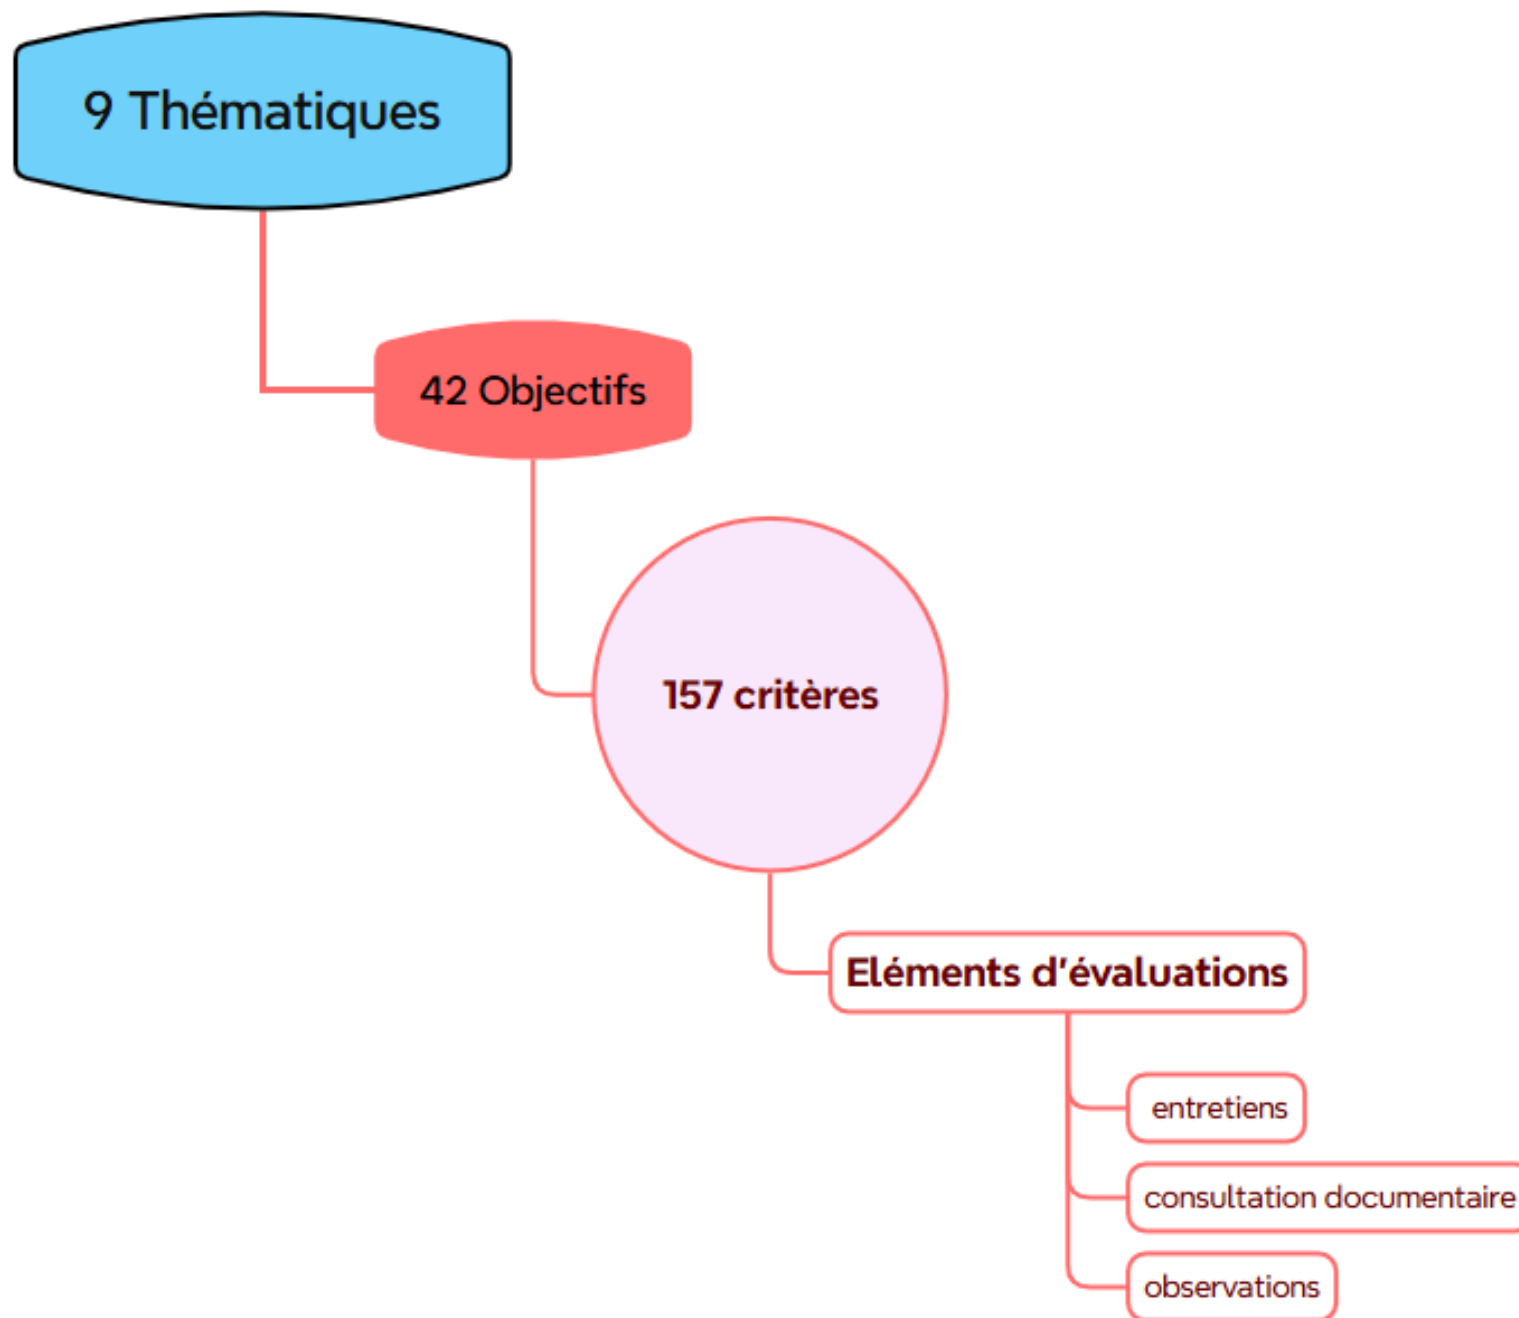 9 Thématiques
42 Objectifs
157 critères
Eléments d'évaluations
entretiens
consultation documentaire
observations